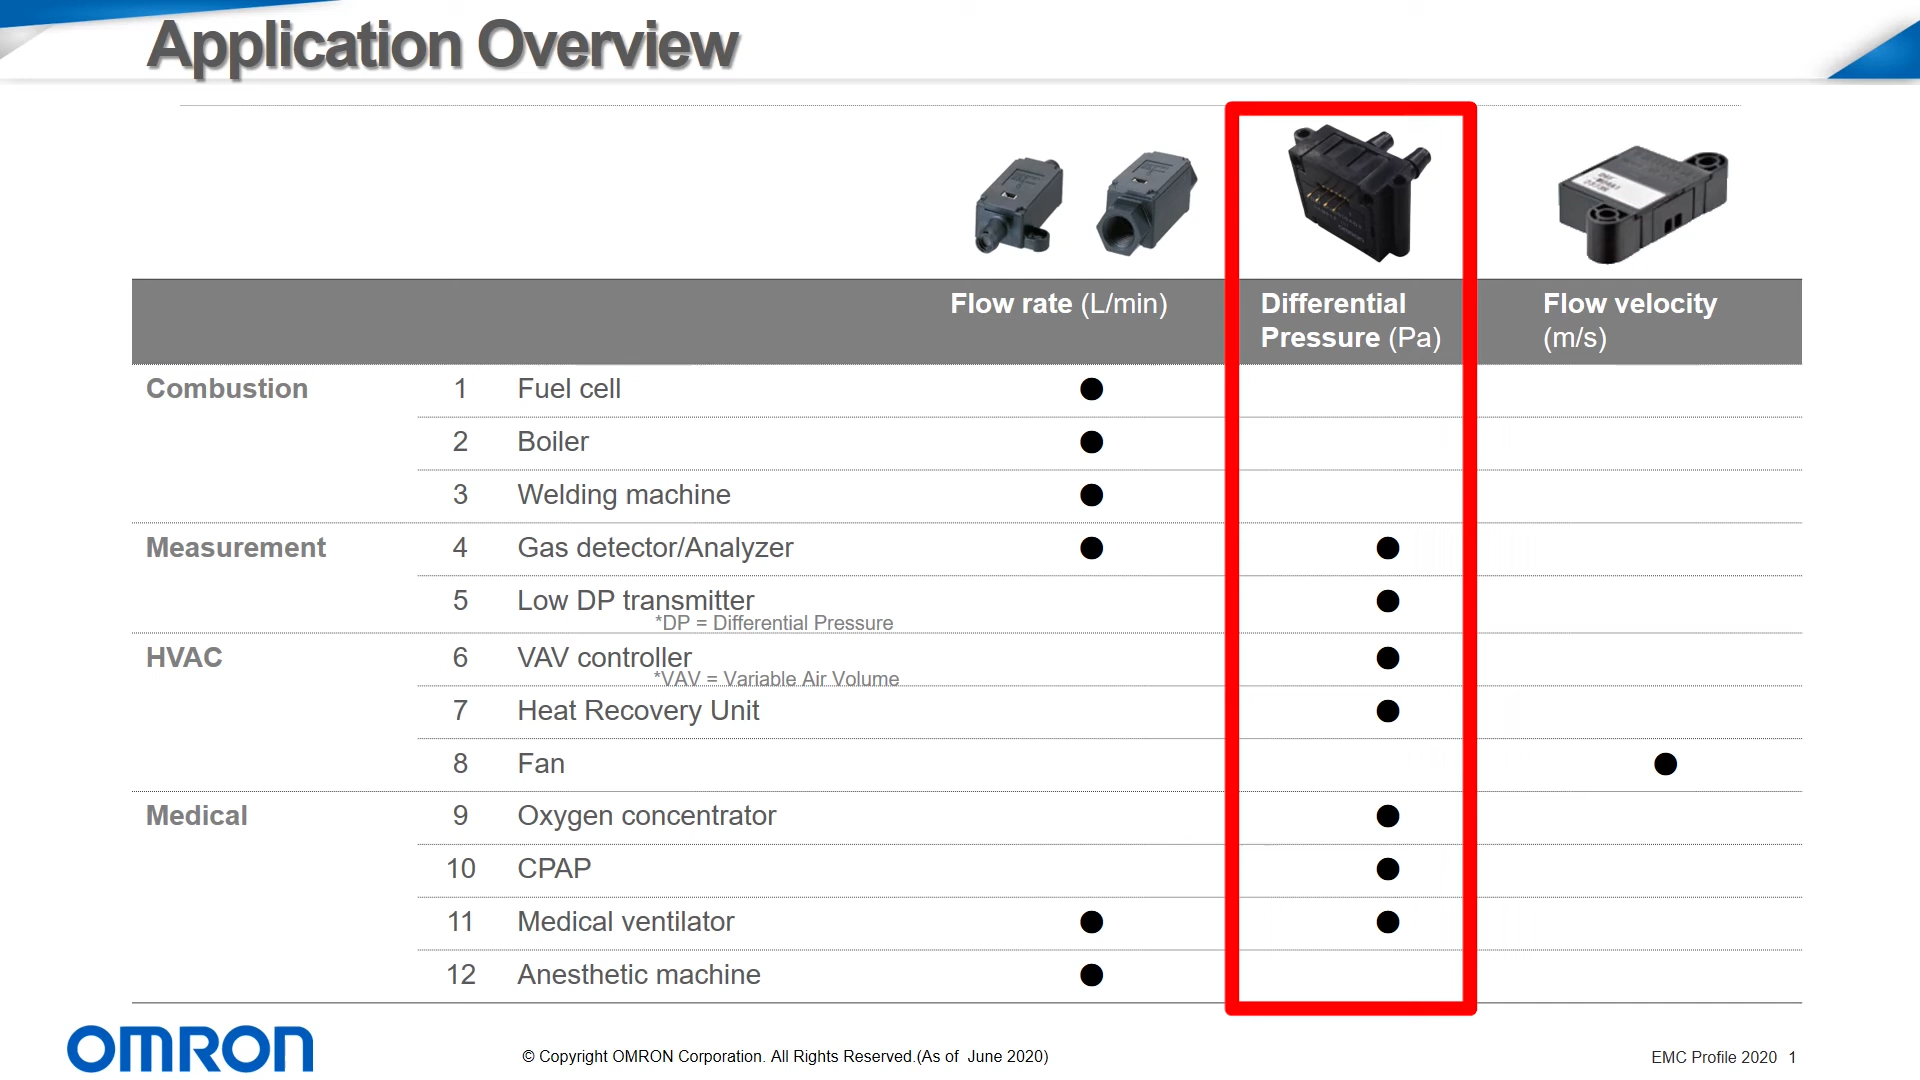 Application Overview
Flow rate (L/min)
Differential
Pressure (Pa)
Flow velocity
(m/s)
Combustion 1 Fuel cell ●
2 Boiler ●
3 Welding machine ●
Measurement 4 Gas detector/Analyzer ● ●
5 Low DP transmitter ●
*DP = Differential Pressure
HVAC 6 VAV controller ●
*VAV = Variable Air Volume
7 Heat Recovery Unit ●
8 Fan ●
Medical 9 Oxygen concentrator ●
10 CPAP ●
11 Medical ventilator ● ●
12 Anesthetic machine ●
OMRON
© Copyright OMRON Corporation. All Rights Reserved.(As of June 2020)
EMC Profile 2020 1